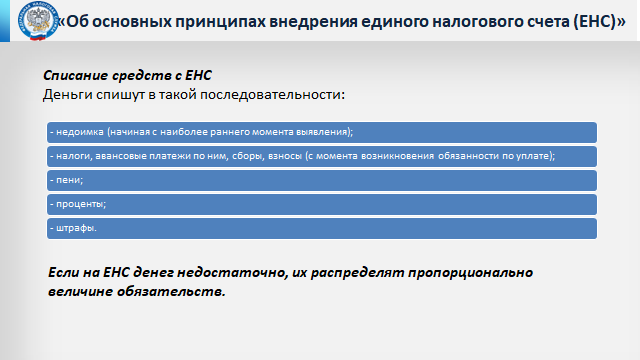 «Об основных принципах внедрения единого налогового счета (ЕНС)»
Списание средств с ЕНС
Деньги спишут в такой последовательности:
- недоимка (начиная с наиболее раннего момента выявления);
- налоги, авансовые платежи по ним, сборы, взносы (с момента возникновения обязанности по уплате);
- пени;
- проценты;
- штрафы.
Если на ЕНС денег недостаточно, их распределят пропорционально
величине обязательств.